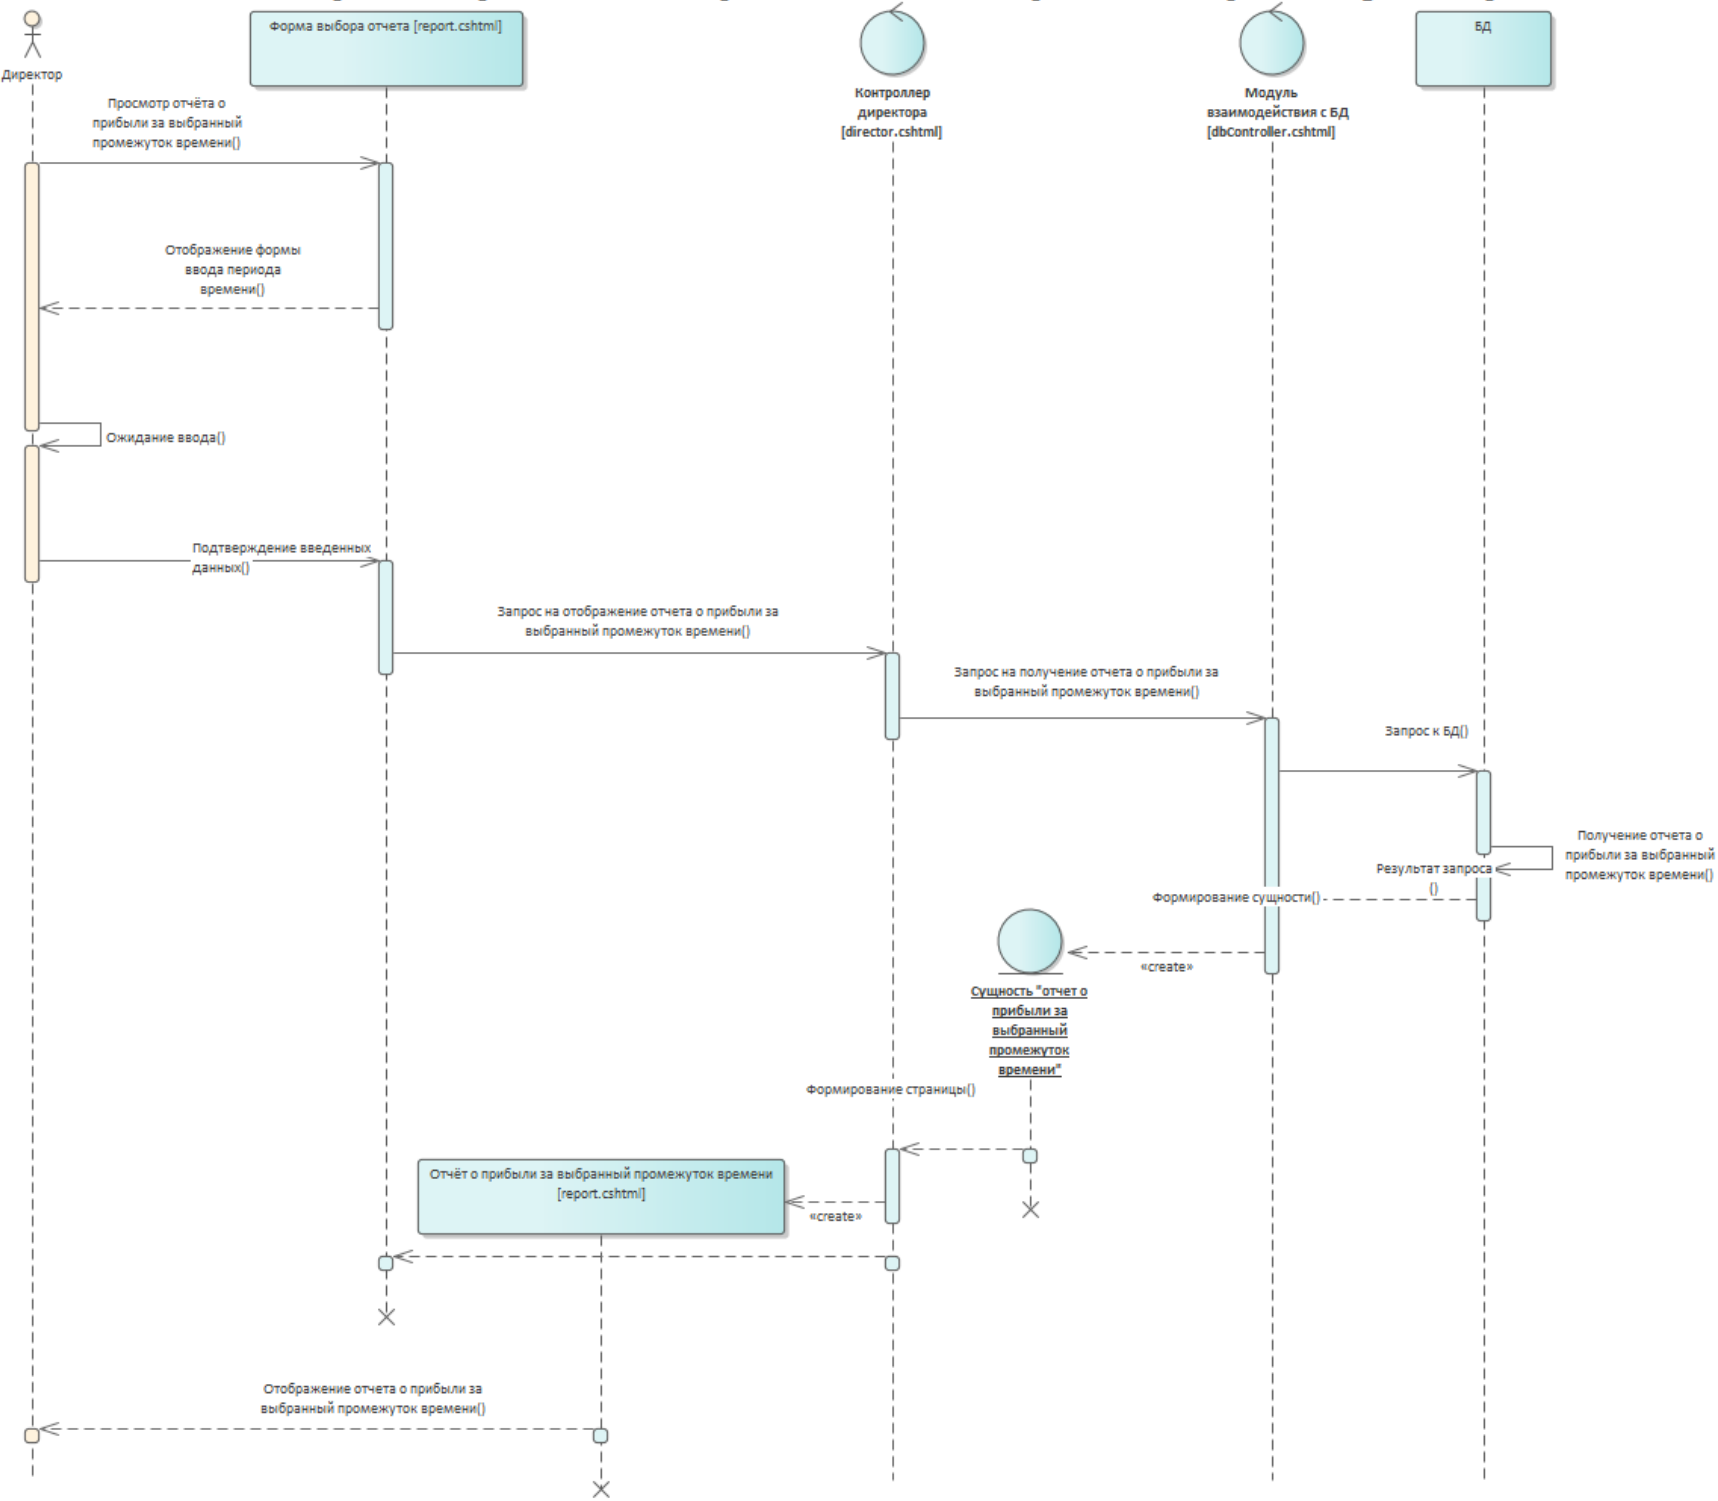 Директор
Форма выбора отчета [report.cshtml]
Контроллер
директора
[director.cshtml]
Модуль
взаимодействия с БД
[dbController.cshtml]
БД
Просмотр отчёта о
прибыли за выбранный
промежуток времени()
Отображение формы
ввода периода
времени()
Ожидание ввода()
Подтверждение введенных
данных()
Запрос на отображение отчета о прибыли за
выбранный промежуток времени()
Запрос на получение отчета о прибыли за
выбранный промежуток времени()
Запрос к БД()
Получение отчета о
прибыли за выбранный
промежуток времени()
Результат запроса
()
Формирование сущности()
«create»
Сущность "отчет о
прибыли за
выбранный
промежуток
времени"
Формирование страницы()
Отчёт о прибыли за выбранный промежуток времени
[report.cshtml]
«create»
Отображение отчета о прибыли за
выбранный промежуток времени()